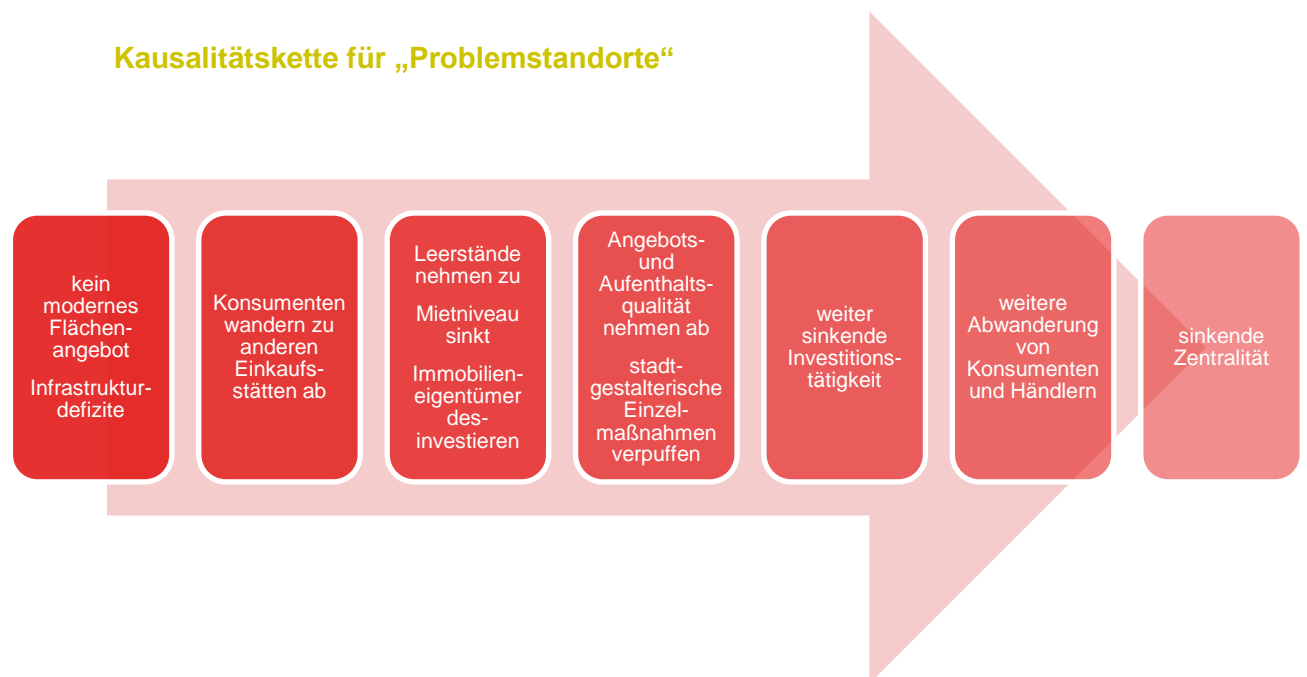 Kausalitätskette für „Problemstandorte“
kein
modernes
Flächen-
angebot
Infrastruktur-
defizite
Konsumenten
wandern zu
anderen
Einkaufs-
stätten ab
Leerstände
nehmen zu
Mietniveau
sinkt
Immobilien-
eigentümer
des-
investieren
Angebots-
und
Aufenthalts-
qualität
nehmen ab
stadt-
gestalterische
Einzel-
maßnahmen
verpuffen
weiter
sinkende
Investitions-
tätigkeit
weitere
Abwanderung
von
Konsumenten
und Händlern
sinkende
Zentralität